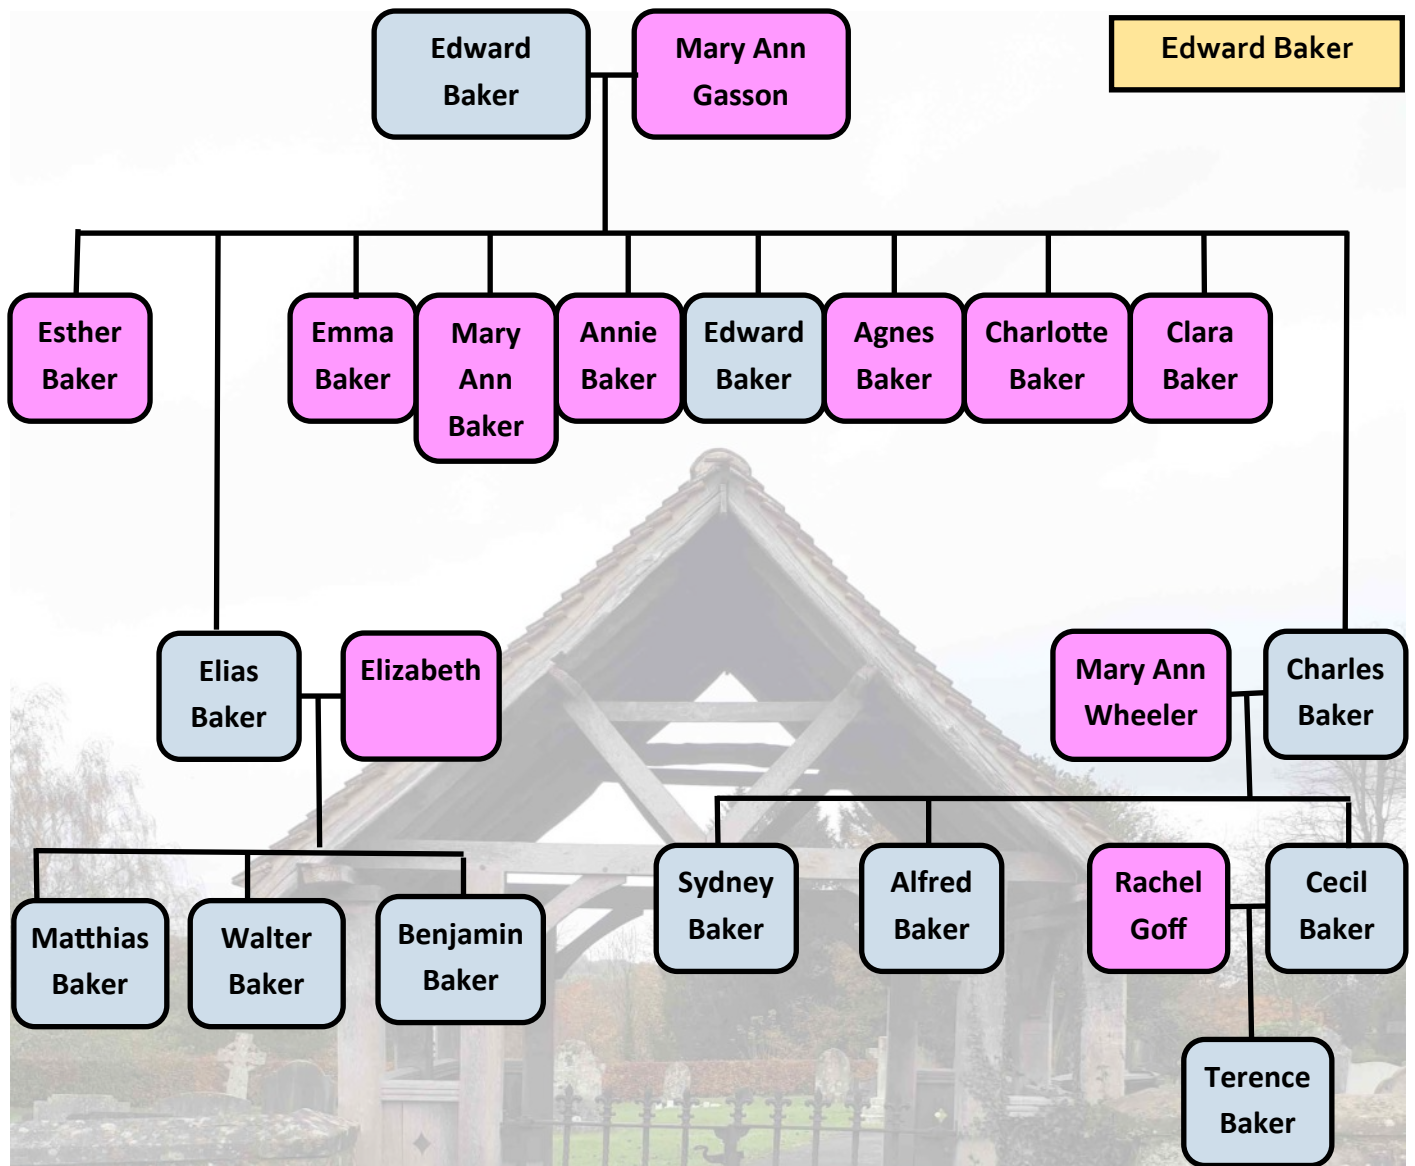 Edward
Baker
Mary Ann
Gasson
Edward Baker
Esther
Baker
Emma
Baker
Mary
Ann
Baker
Annie
Baker
Edward
Baker
Agnes
Baker
Charlotte
Baker
Clara
Baker
Elias
Baker
Elizabeth
Mary Ann
Wheeler
Charles
Baker
Matthias
Baker
Walter
Baker
Benjamin
Baker
Sydney
Baker
Alfred
Baker
Rachel
Goff
Cecil
Baker
Terence
Baker